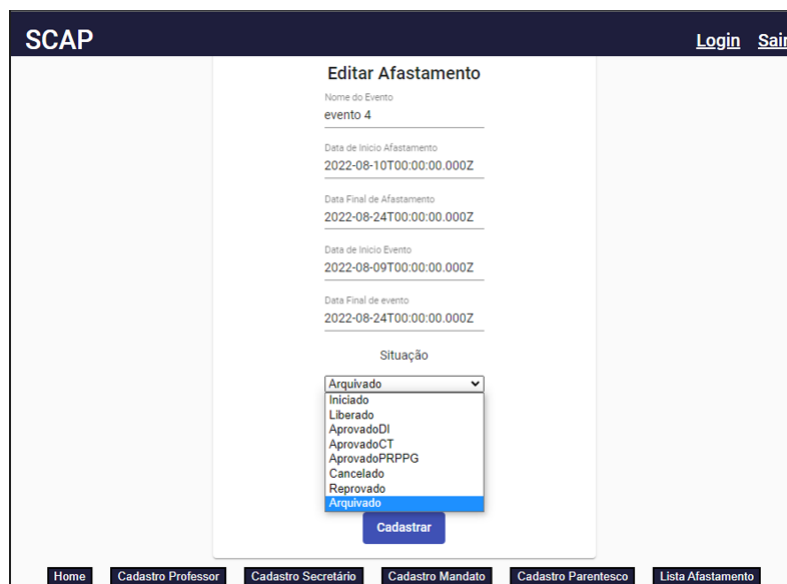 SCAP Login Sair
Editar Afastamento
Nome do Evento
evento 4
Data de Inicio Afastamento
2022-08-10T00:00:00.000Z
Data Final de Afastamento
2022-08-24T00:00:00.000Z
Data de Inicio Evento
2022-08-09T00:00:00.000Z
Data Final de evento
2022-08-24T00:00:00.000Z
Situação
Arquivado
Iniciado
Liberado
AprovadoDI
AprovadoCT
AprovadoPRPPG
Cancelado
Reprovado
Arquivado
Cadastrar
Home Cadastro Professor Cadastro Secretário Cadastro Mandato Cadastro Parentesco Lista Afastamento